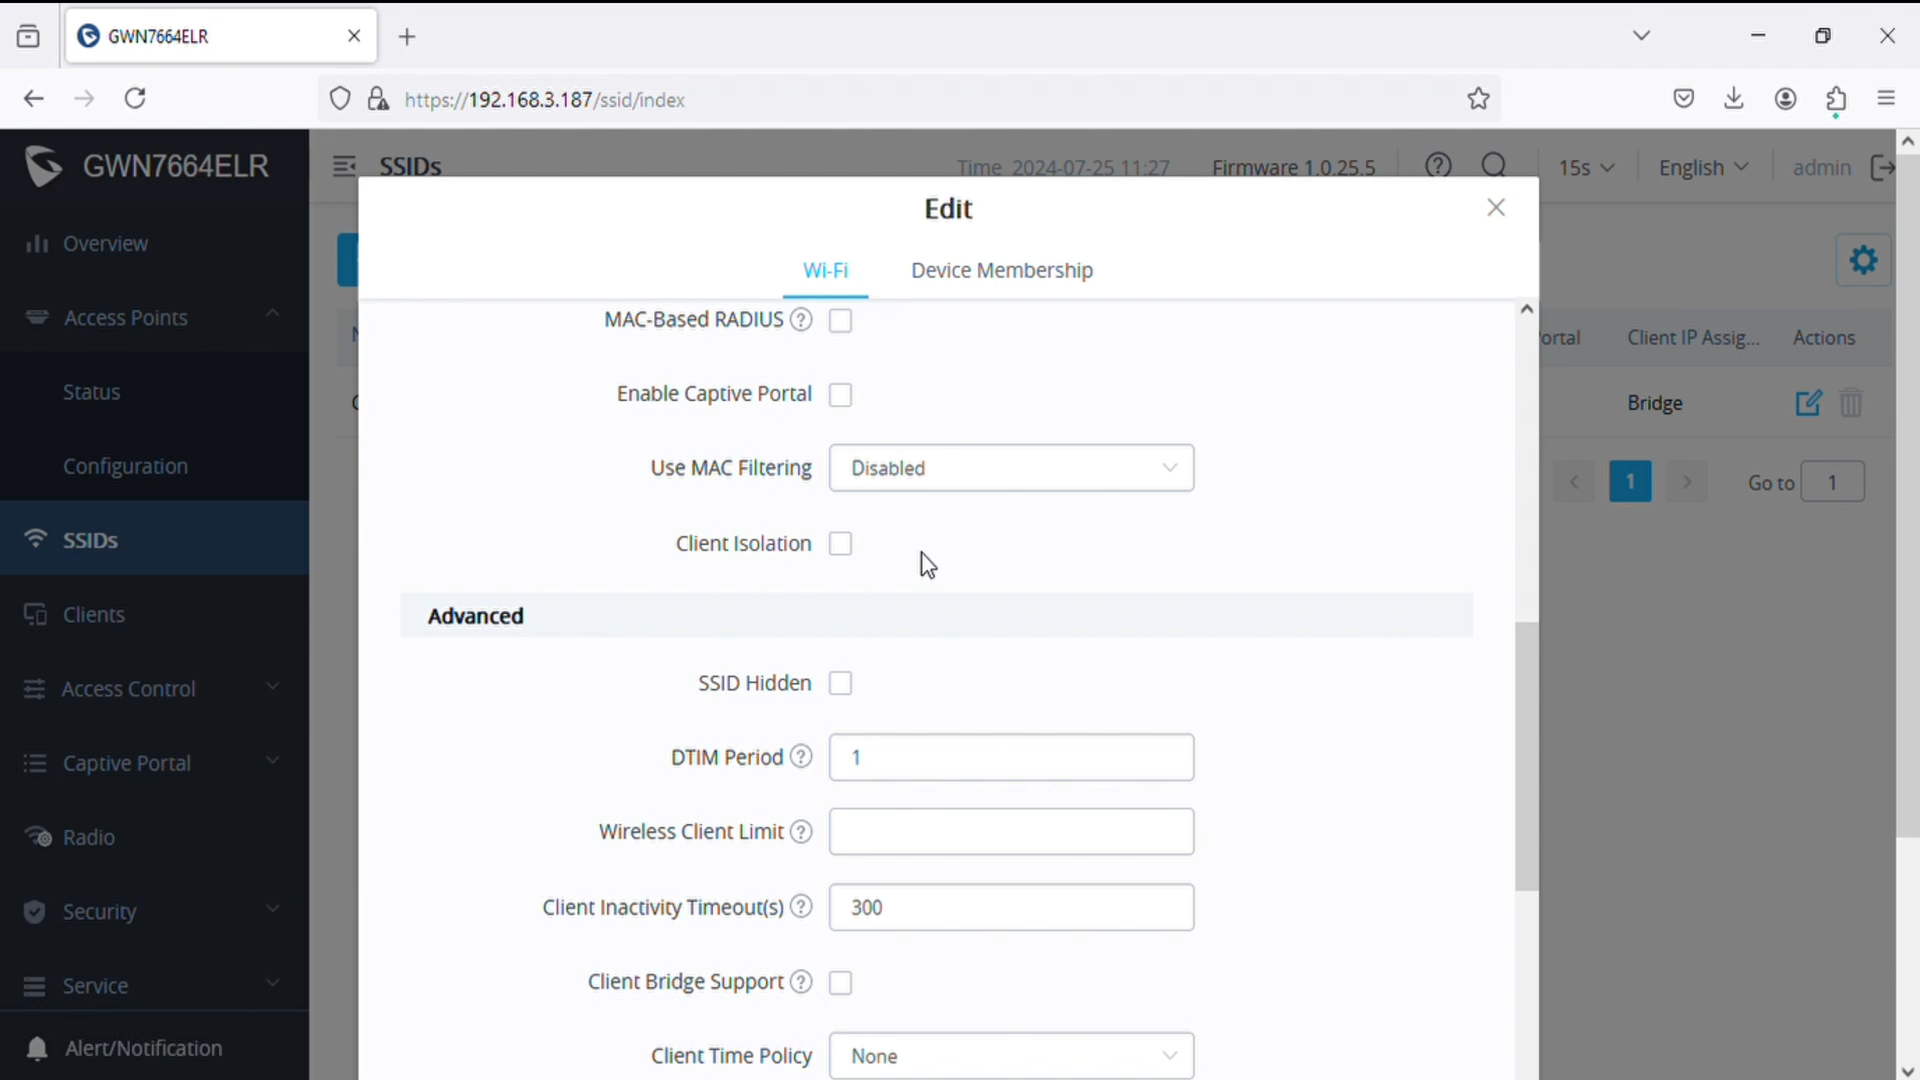 GWN7664ELR
https://192.168.3.187/ssid/index
GWN7664ELR
SSIDs
Time 2024-07-25 11:27
Firmware 1.0.25.5
15s
English
admin
Overview
Access Points
Status
Configuration
SSIDs
Clients
Access Control
Captive Portal
Radio
Security
Service
Alert/Notification
Edit
Wi-Fi
Device Membership
MAC-Based RADIUS ?
Enable Captive Portal
Use MAC Filtering Disabled
Client Isolation
Advanced
SSID Hidden
DTIM Period ? 1
Wireless Client Limit ?
Client Inactivity Timeout(s) ? 300
Client Bridge Support ?
Client Time Policy None
ortal Client IP Assig... Actions
Bridge
< 1 > Go to 1